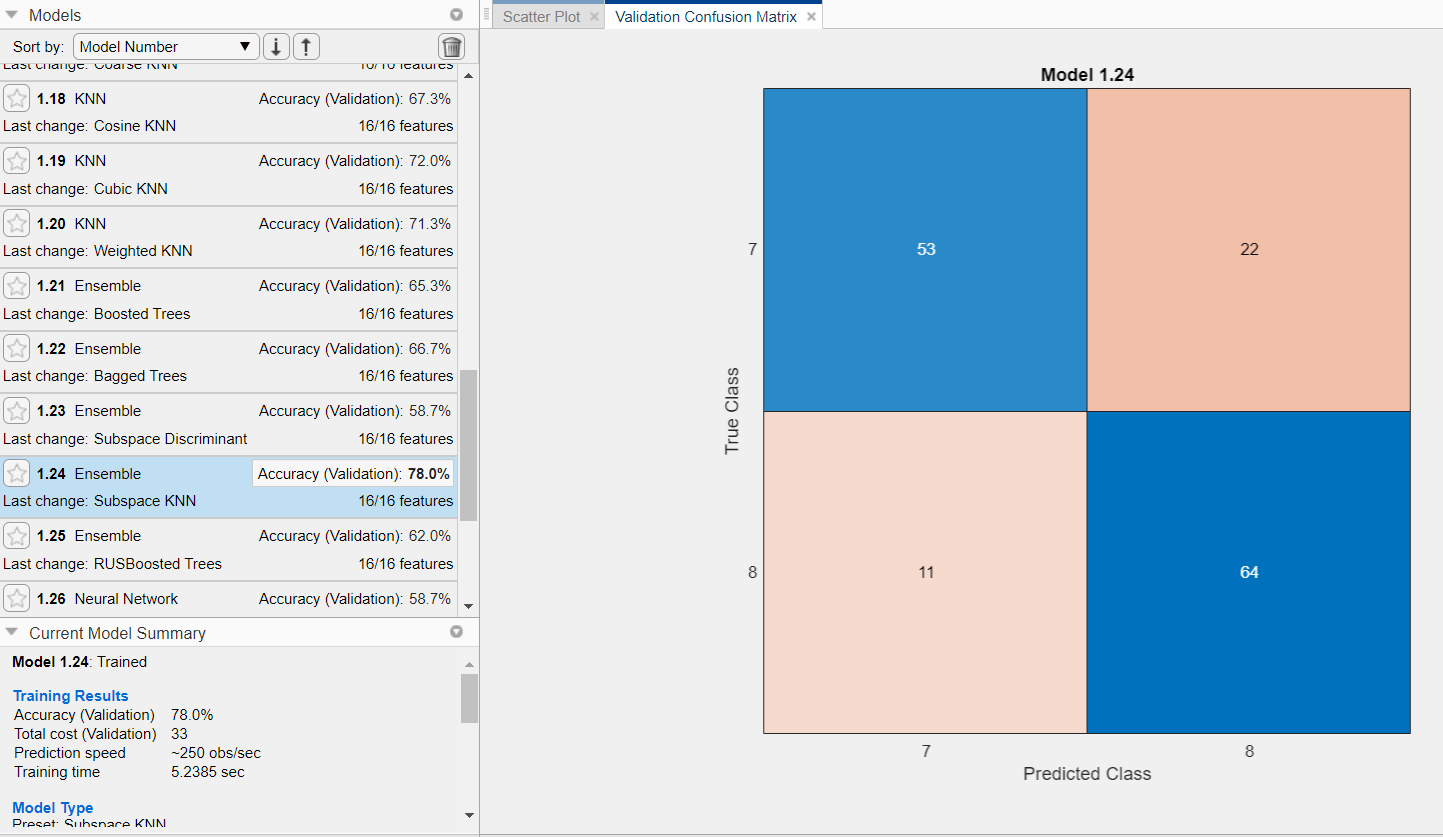 Models
Sort by: Model Number
Last change: Coarse KNN 16/16 features
1.18 KNN Accuracy (Validation): 67.3%
Last change: Cosine KNN 16/16 features
1.19 KNN Accuracy (Validation): 72.0%
Last change: Cubic KNN 16/16 features
1.20 KNN Accuracy (Validation): 71.3%
Last change: Weighted KNN 16/16 features
1.21 Ensemble Accuracy (Validation): 65.3%
Last change: Boosted Trees 16/16 features
1.22 Ensemble Accuracy (Validation): 66.7%
Last change: Bagged Trees 16/16 features
1.23 Ensemble Accuracy (Validation): 58.7%
Last change: Subspace Discriminant 16/16 features
1.24 Ensemble Accuracy (Validation): 78.0%
Last change: Subspace KNN 16/16 features
1.25 Ensemble Accuracy (Validation): 62.0%
Last change: RUSBoosted Trees 16/16 features
1.26 Neural Network Accuracy (Validation): 58.7%
Current Model Summary
Model 1.24: Trained
Training Results
Accuracy (Validation) 78.0%
Total cost (Validation) 33
Prediction speed ~250 obs/sec
Training time 5.2385 sec
Model Type
Preset: Subspace KNN
Scatter Plot
Validation Confusion Matrix
Model 1.24
7 53 22
True Class
8 11 64
7 8
Predicted Class